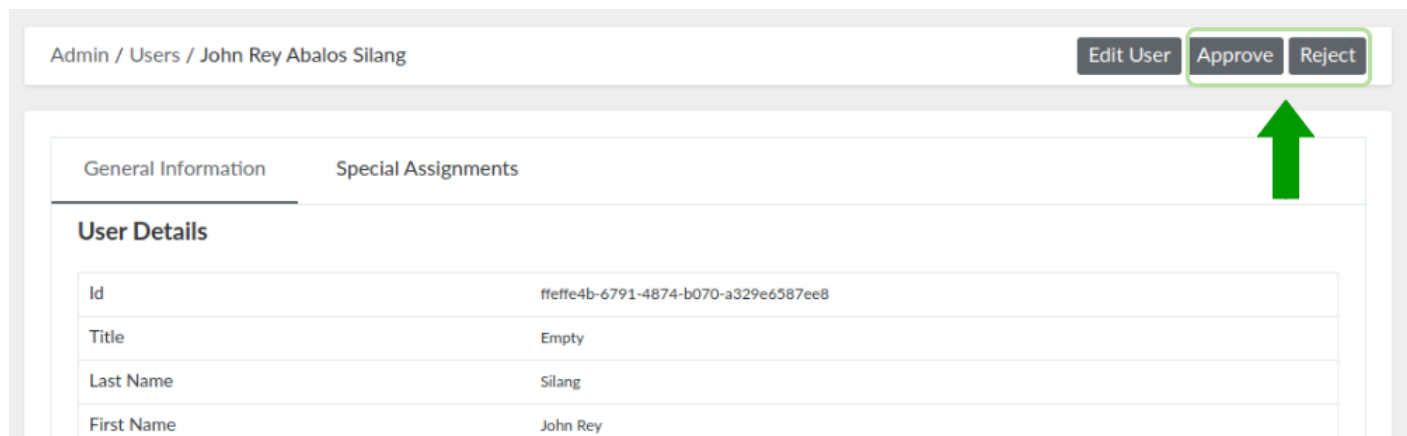 Admin / Users / John Rey Abalos Silang Edit User Approve Reject
General Information Special Assignments
User Details
Id ffeffe4b-6791-4874-b070-a329e6587ee8
Title Empty
Last Name Silang
First Name John Rey